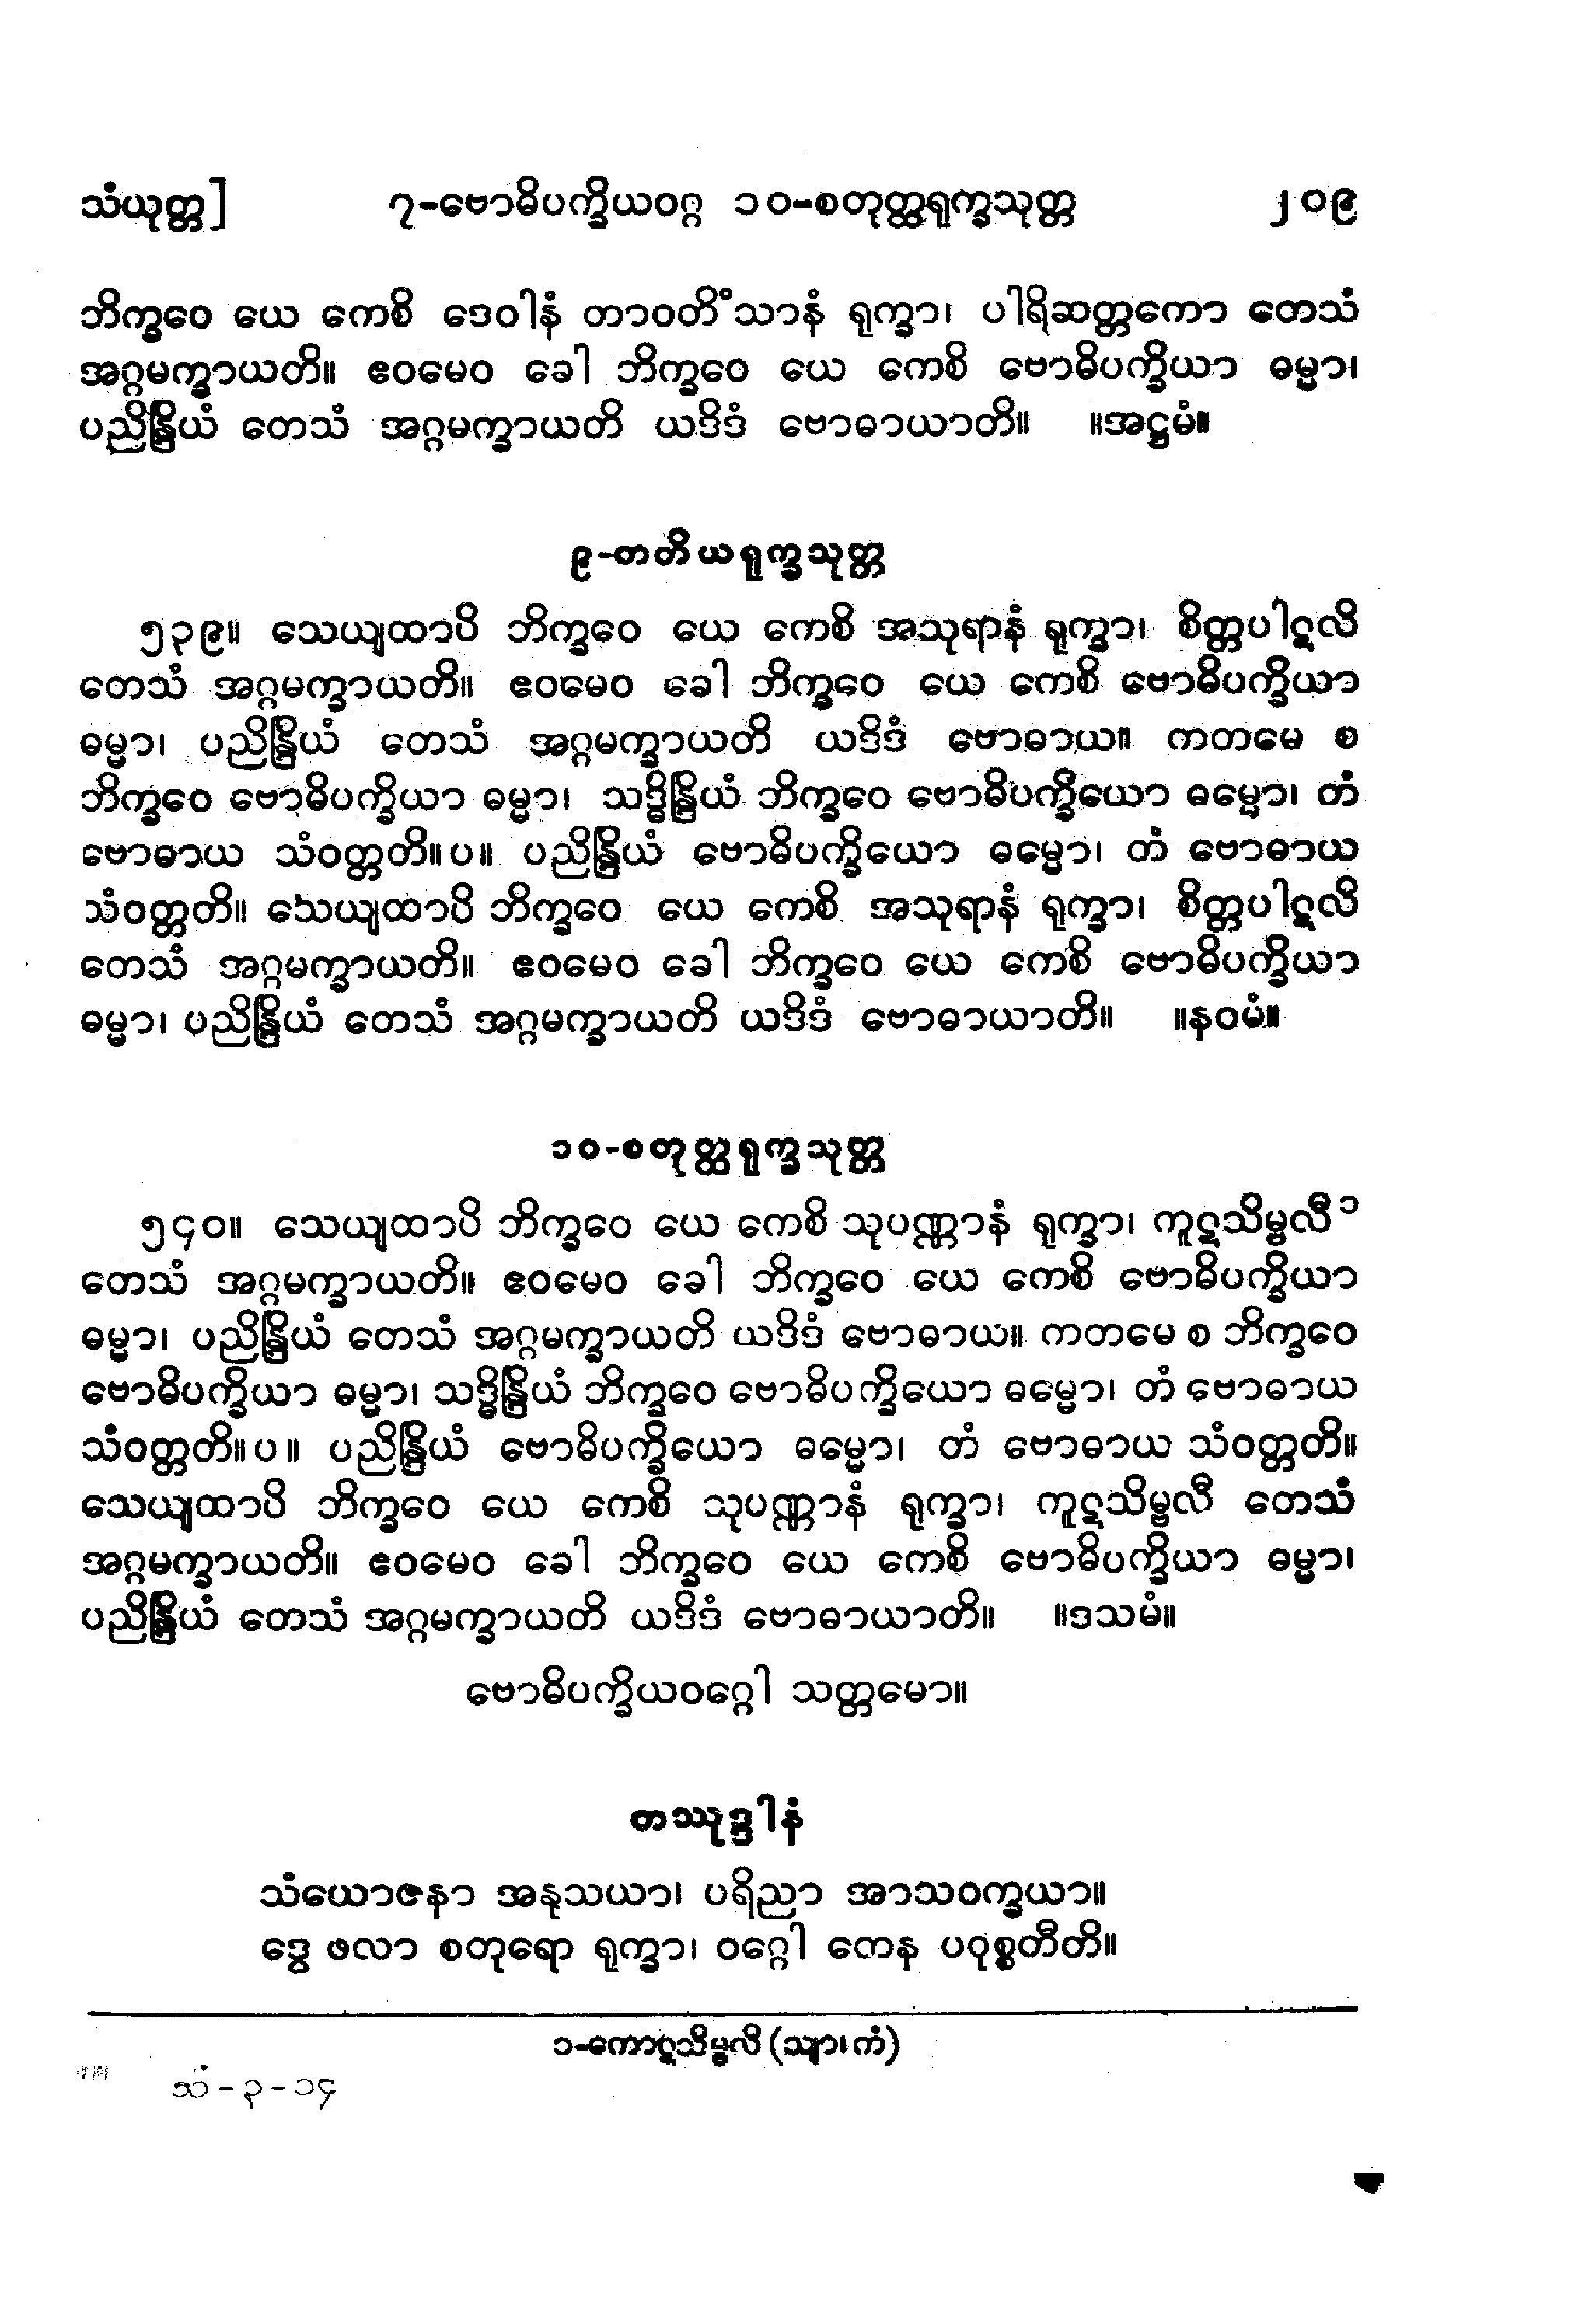 သံယုတ္တ] ၇-ဗောဓိပက္ခိယဝဂ္ဂ ၁၀-စတုတ္ထရုက္ခသုတ္တ ၂၀၉
ဘိက္ခဝေ ယေ ကေစိ ဒေဝါနံ တာဝတိံသာနံ ရုက္ခာ၊ ပါရိဆတ္တကော တေသံ
အဂ္ဂမက္ခာယတိ။ ဧဝမေဝ ခေါ ဘိက္ခဝေ ယေ ကေစိ ဗောဓိပက္ခိယာ ဓမ္မာ၊
ပညိန္ဒြိယံ တေသံ အဂ္ဂမက္ခာယတိ ယဒိဒံ ဗောဓာယာတိ။ ။အဋ္ဌမံ။
၉-တတိယရုက္ခသုတ္တ
၅၃၉။ သေယျထာပိ ဘိက္ခဝေ ယေ ကေစိ အသုရာနံ ရုက္ခာ၊ စိတ္တပါဋလိ
တေသံ အဂ္ဂမက္ခာယတိ။ ဧဝမေဝ ခေါ ဘိက္ခဝေ ယေ ကေစိ ဗောဓိပက္ခိယာ
ဓမ္မာ၊ ပညိန္ဒြိယံ တေသံ အဂ္ဂမက္ခာယတိ ယဒိဒံ ဗောဓာယ။ ကတမေ စ
ဘိက္ခဝေ ဗောဓိပက္ခိယာ ဓမ္မာ၊ သဒ္ဓိန္ဒြိယံ ဘိက္ခဝေ ဗောဓိပက္ခိယော ဓမ္မော၊ တံ
ဗောဓာယ သံဝတ္တတိ။ပ။ ပညိန္ဒြိယံ ဗောဓိပက္ခိယော ဓမ္မော၊ တံ ဗောဓာယ
သံဝတ္တတိ။ သေယျထာပိ ဘိက္ခဝေ ယေ ကေစိ အသုရာနံ ရုက္ခာ၊ စိတ္တပါဋလိ
တေသံ အဂ္ဂမက္ခာယတိ။ ဧဝမေဝ ခေါ ဘိက္ခဝေ ယေ ကေစိ ဗောဓိပက္ခိယာ
ဓမ္မာ၊ ပညိန္ဒြိယံ တေသံ အဂ္ဂမက္ခာယတိ ယဒိဒံ ဗောဓာယာတိ။ ။နဝမံ။
၁၀-စတုတ္ထရုက္ခသုတ္တ
၅၄၀။ သေယျထာပိ ဘိက္ခဝေ ယေ ကေစိ သုပဏ္ဏာနံ ရုက္ခာ၊ ကူဋသိမ္ဗလီ ၁
တေသံ အဂ္ဂမက္ခာယတိ။ ဧဝမေဝ ခေါ ဘိက္ခဝေ ယေ ကေစိ ဗောဓိပက္ခိယာ
ဓမ္မာ၊ ပညိန္ဒြိယံ တေသံ အဂ္ဂမက္ခာယတိ ယဒိဒံ ဗောဓာယ။ ကတမေ စ ဘိက္ခဝေ
ဗောဓိပက္ခိယာ ဓမ္မာ၊ သဒ္ဓိန္ဒြိယံ ဘိက္ခဝေ ဗောဓိပက္ခိယော ဓမ္မော၊ တံ ဗောဓာယ
သံဝတ္တတိ။ပ။ ပညိန္ဒြိယံ ဗောဓိပက္ခိယော ဓမ္မော၊ တံ ဗောဓာယ သံဝတ္တတိ။
သေယျထာပိ ဘိက္ခဝေ ယေ ကေစိ သုပဏ္ဏာနံ ရုက္ခာ၊ ကူဋသိမ္ဗလီ တေသံ
အဂ္ဂမက္ခာယတိ။ ဧဝမေဝ ခေါ ဘိက္ခဝေ ယေ ကေစိ ဗောဓိပက္ခိယာ ဓမ္မာ၊
ပညိန္ဒြိယံ တေသံ အဂ္ဂမက္ခာယတိ ယဒိဒံ ဗောဓာယာတိ။ ။ဒသမံ။
ဗောဓိပက္ခိယဝဂ္ဂေါ သတ္တမော။
တဿုဒ္ဒါနံ
သံယောဇနာ အနုသယာ၊ ပရိညာ အာသဝက္ခယာ။
ဒွေ ဖလာ စတုရော ရုက္ခာ၊ ဝဂ္ဂေါ တေန ပဝုစ္စတီတိ။
၁-ကောဋသိမ္ဗလိ (သျာ၊ကံ)
သံ-၃-၁၄